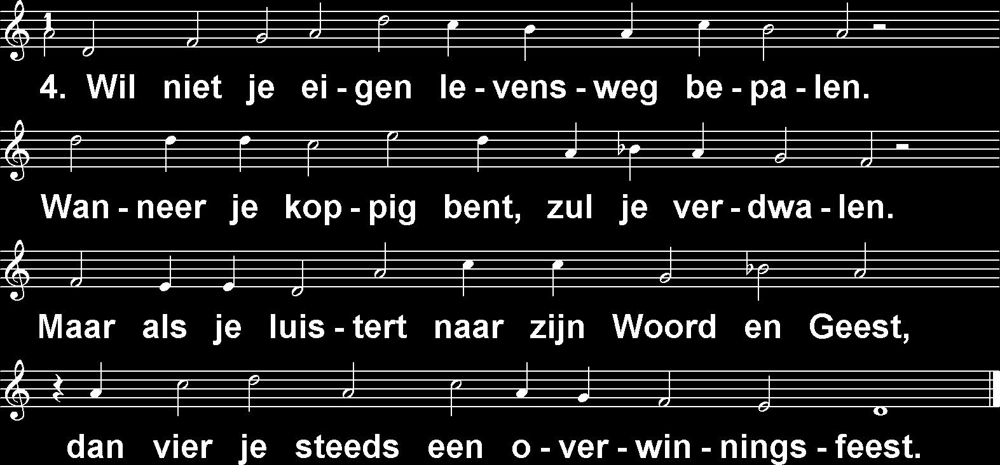 1
4. Wil niet je ei - gen le - vens - weg be - pa - len.
Wan - neer je kop - pig bent, zul je ver - dwa - len.
Maar als je luis - tert naar zijn Woord en Geest,
dan vier je steeds een o - ver - win - nings - feest.